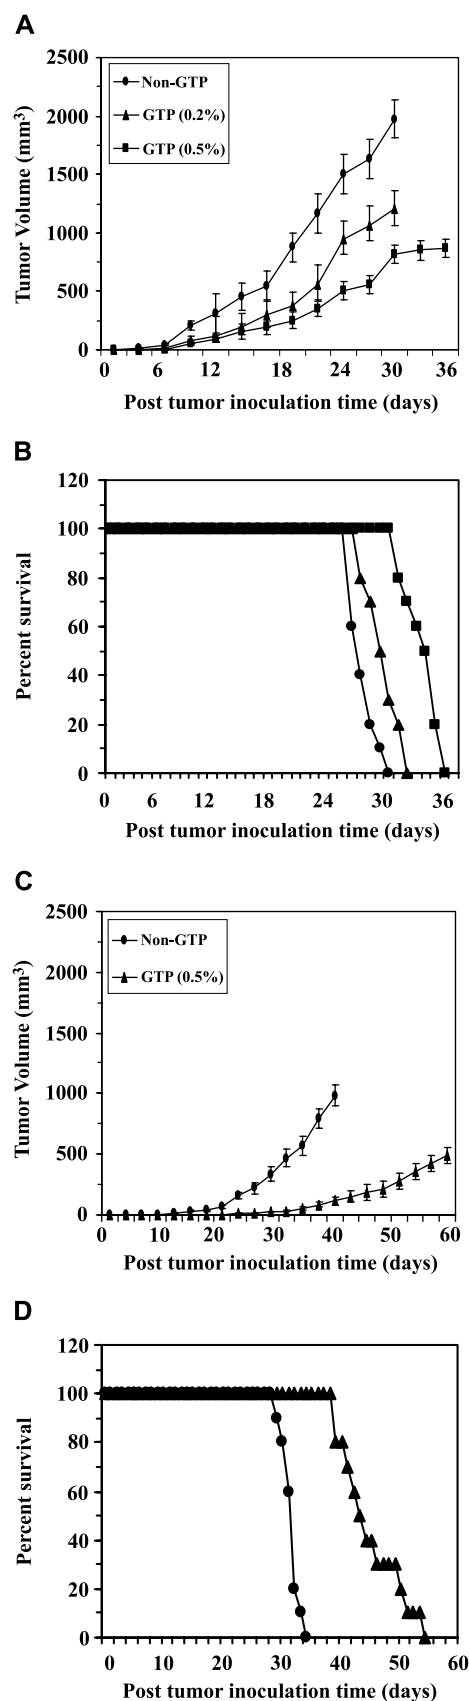 A
Tumor Volume (mm³)
2500
2000
1500
1000
500
0
Non-GTP
GTP (0.2%)
GTP (0.5%)
0 6 12 18 24 30 36
Post tumor inoculation time (days)
B
Percent survival
120
100
80
60
40
20
0
0 6 12 18 24 30 36
Post tumor inoculation time (days)
C
Tumor Volume (mm³)
2500
2000
1500
1000
500
0
Non-GTP
GTP (0.5%)
0 10 20 30 40 50 60
Post tumor inoculation time (days)
D
Percent survival
120
100
80
60
40
20
0
0 10 20 30 40 50 60
Post tumor inoculation time (days)